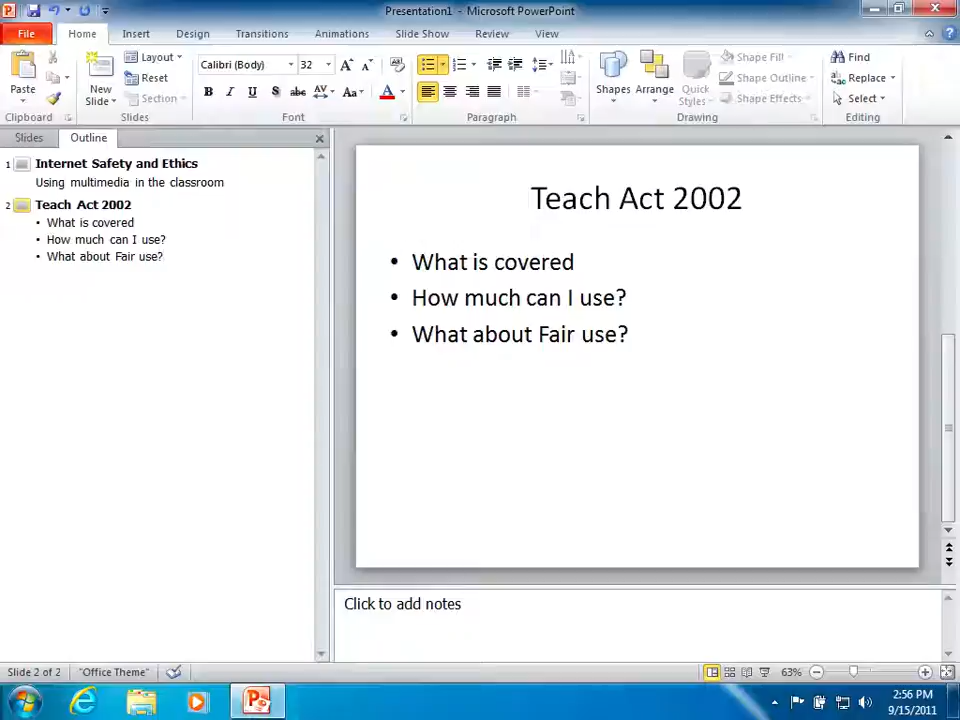 Presentation1 - Microsoft PowerPoint
File Home Insert Design Transitions Animations Slide Show Review View
Paste
New
Slide
Layout
Reset
Section
Calibri (Body) 32
B I U S abc AV Aa A
Shapes Arrange Quick
Styles
Shape Fill
Shape Outline
Shape Effects
Find
Replace
Select
Clipboard Slides Font Paragraph Drawing Editing
Slides Outline
1 Internet Safety and Ethics
Using multimedia in the classroom
2 Teach Act 2002
• What is covered
• How much can I use?
• What about Fair use?
Teach Act 2002
• What is covered
• How much can I use?
• What about Fair use?
Click to add notes
Slide 2 of 2 "Office Theme" 63%
2:56 PM
9/15/2011